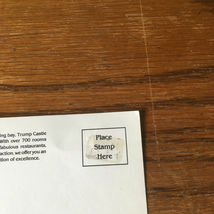 ing bay, Trump Castle
With over 700 rooms
fabulous restaurants,
action, we offer you an
tion of excellence.
Place
Stamp
Here